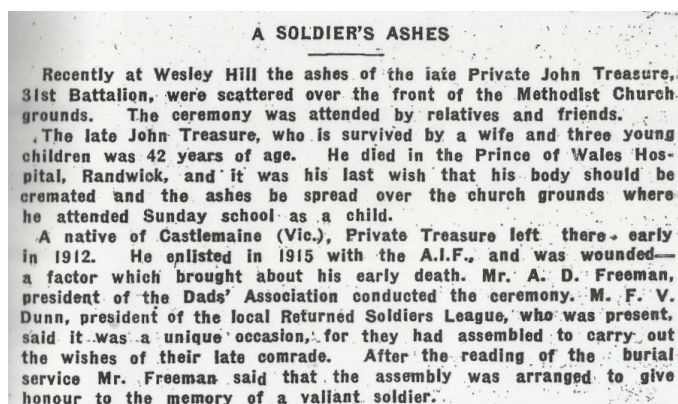 A SOLDIER'S ASHES
Recently at Wesley Hill the ashes of the late Private John Treasure,
31st Battalion, were scattered over the front of the Methodist Church
grounds. The ceremony was attended by relatives and friends.
The late John Treasure, who is survived by a wife and three young
children was 42 years of age. He died in the Prince of Wales Hos-
pital, Randwick, and it was his last wish that his body should be
cremated and the ashes be spread over the church grounds where
he attended Sunday school as a child.
A native of Castlemaine (Vic.), Private Treasure left there early
in 1912. He enlisted in 1915 with the A.I.F., and was wounded—
a factor which brought about his early death. Mr. A. D. Freeman,
president of the Dads' Association conducted the ceremony. M. F. V.
Dunn, president of the local Returned Soldiers League, who was present,
said it was a unique occasion, for they had assembled to carry out
the wishes of their late comrade. After the reading of the burial
service Mr. Freeman said that the assembly was arranged to give
honour to the memory of a valiant soldier.